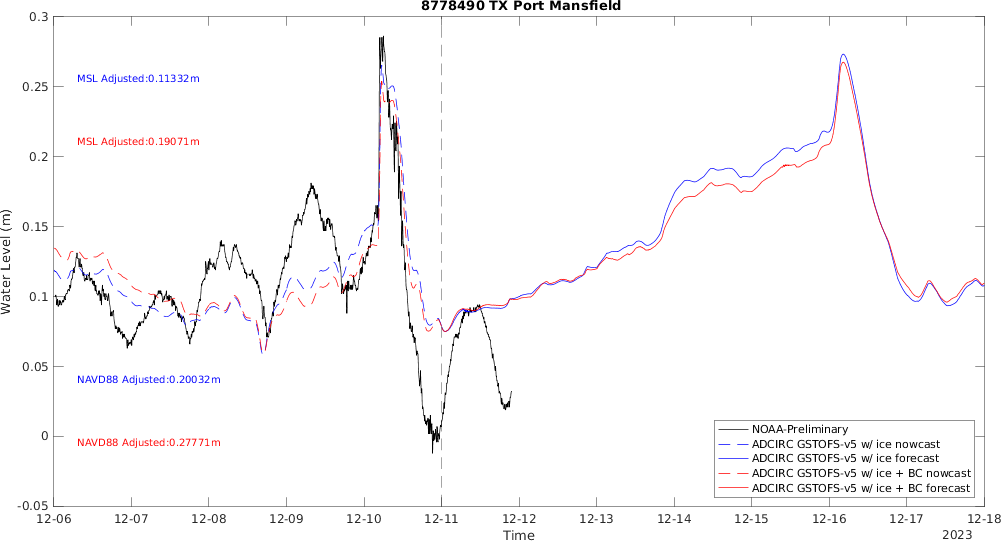 8778490 TX Port Mansfield
0.3
0.25
0.2
0.15
0.1
0.05
0
-0.05
Water Level (m)
MSL Adjusted:0.11332m
MSL Adjusted:0.19071m
NAVD88 Adjusted:0.20032m
NAVD88 Adjusted:0.27771m
NOAA-Preliminary
ADCIRC GSTOFS-v5 w/ ice nowcast
ADCIRC GSTOFS-v5 w/ ice forecast
ADCIRC GSTOFS-v5 w/ ice + BC nowcast
ADCIRC GSTOFS-v5 w/ ice + BC forecast
12-06 12-07 12-08 12-09 12-10 12-11 12-12 12-13 12-14 12-15 12-16 12-17 12-18
Time
2023